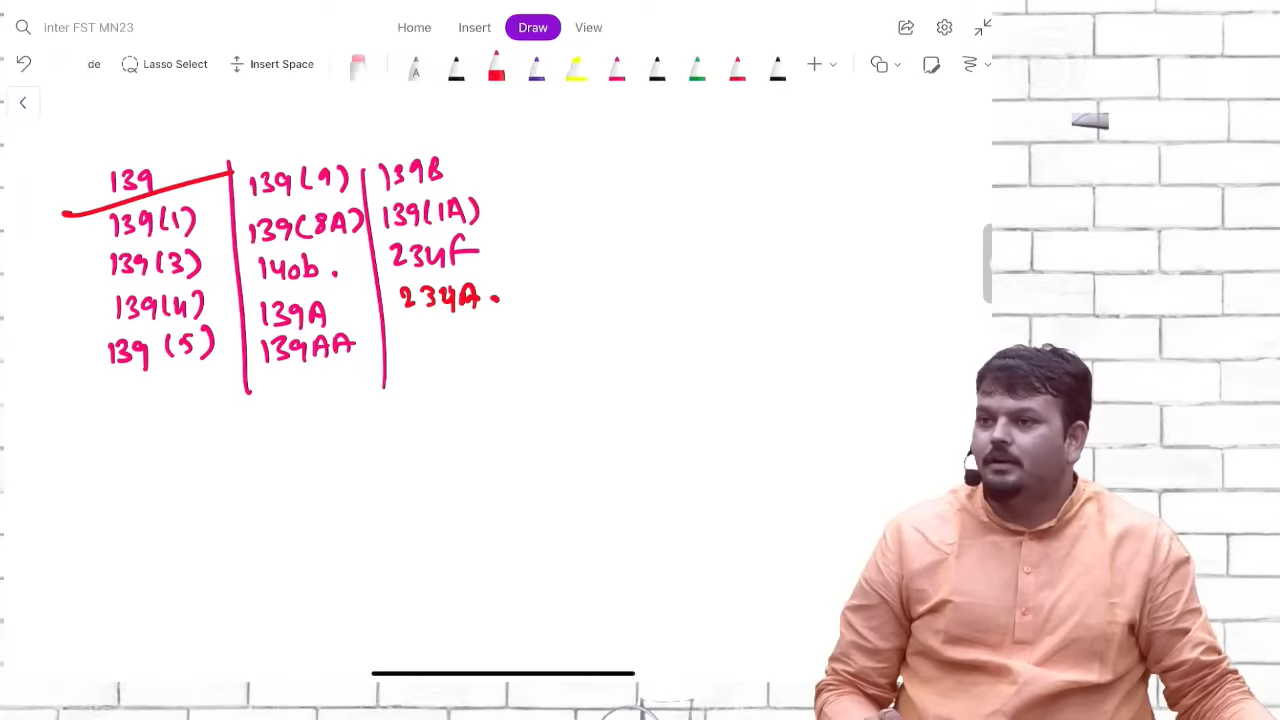 Inter FST MN23
Home Insert Draw View
de Lasso Select Insert Space
A
139
139(1)
139(3)
139(4)
139 (5)
139(9)
139(8A)
140b.
139A
139AA
139B
139(1A)
234F
234A.